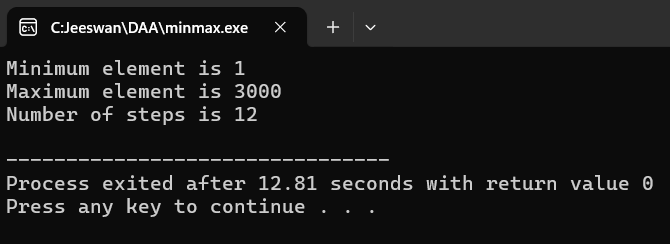 C:Jeeswan\DAA\minmax.exe
Minimum element is 1
Maximum element is 3000
Number of steps is 12
--------------------------------
Process exited after 12.81 seconds with return value 0
Press any key to continue . . .